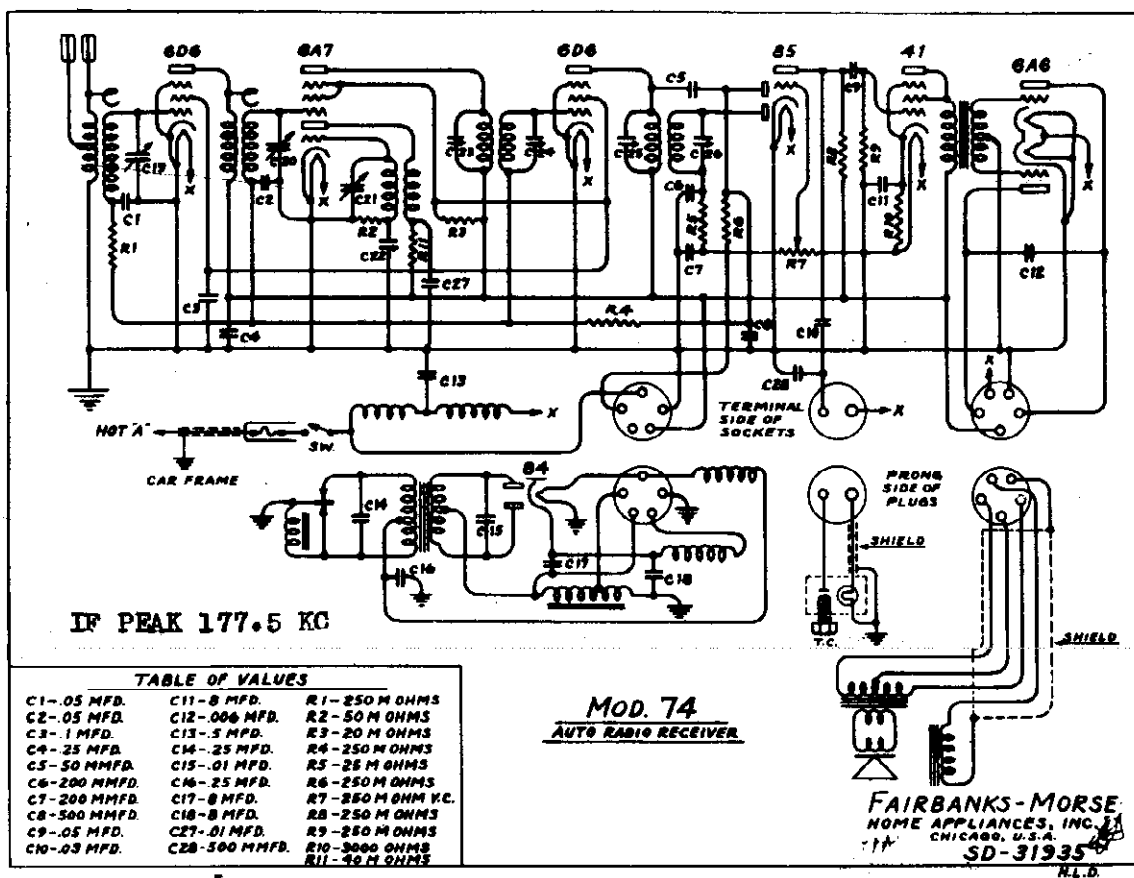 6D6
6A7
6D6
85
41
6A6
C5
C9
C17
C20
C23
C24
C25
C26
R8
R9
X
X
X
X
X
X
C1
C2
C21
C6
R5
R6
C11
R10
R1
R2
R11
R3
C22
C7
R7
C12
C3
C27
R4
C4
C8
C10
C13
C28
X
TERMINAL
SIDE OF
SOCKETS
X
X
HOT "A"
SW.
CAR FRAME
84
PRONG
SIDE OF
PLUGS
C14
C15
SHIELD
C16
C17
C18
IF PEAK 177.5 KC
T.C.
SHIELD
TABLE OF VALUES
C1-.05 MFD. C11-8 MFD. R1-250 M OHMS
C2-.05 MFD. C12-.006 MFD. R2-50 M OHMS
C3-.1 MFD. C13-.5 MFD. R3-20 M OHMS
C4-.25 MFD. C14-.25 MFD. R4-250 M OHMS
C5-50 MMFD. C15-.01 MFD. R5-25 M OHMS
C6-200 MMFD. C16-.25 MFD. R6-250 M OHMS
C7-200 MMFD. C17-8 MFD. R7-250 M OHM V.C.
C8-500 MMFD. C18-8 MFD. R8-250 M OHMS
C9-.05 MFD. C27-.01 MFD. R9-250 M OHMS
C10-.03 MFD. C28-500 MMFD. R10-3000 OHMS
R11-40 M OHMS
MOD. 74
AUTO RADIO RECEIVER
FAIRBANKS-MORSE
HOME APPLIANCES, INC.
CHICAGO, U.S.A.
SD-31935
H.L.D.